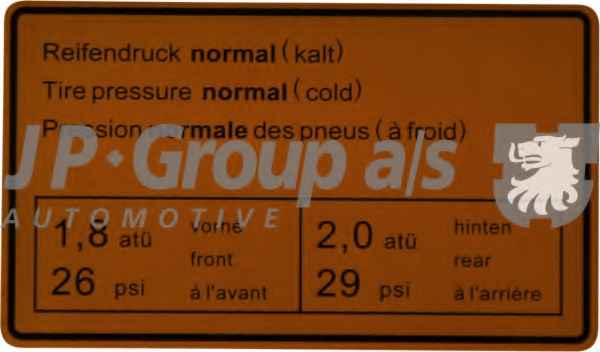 Reifendruck normal (kalt)
Tire pressure normal (cold)
Pression normale des pneus (à froid)
JP·Group a/s
AUTOMOTIVE
1,8 atü vorne
front
26 psi à l'avant
2,0 atü hinten
rear
29 psi à l'arrière